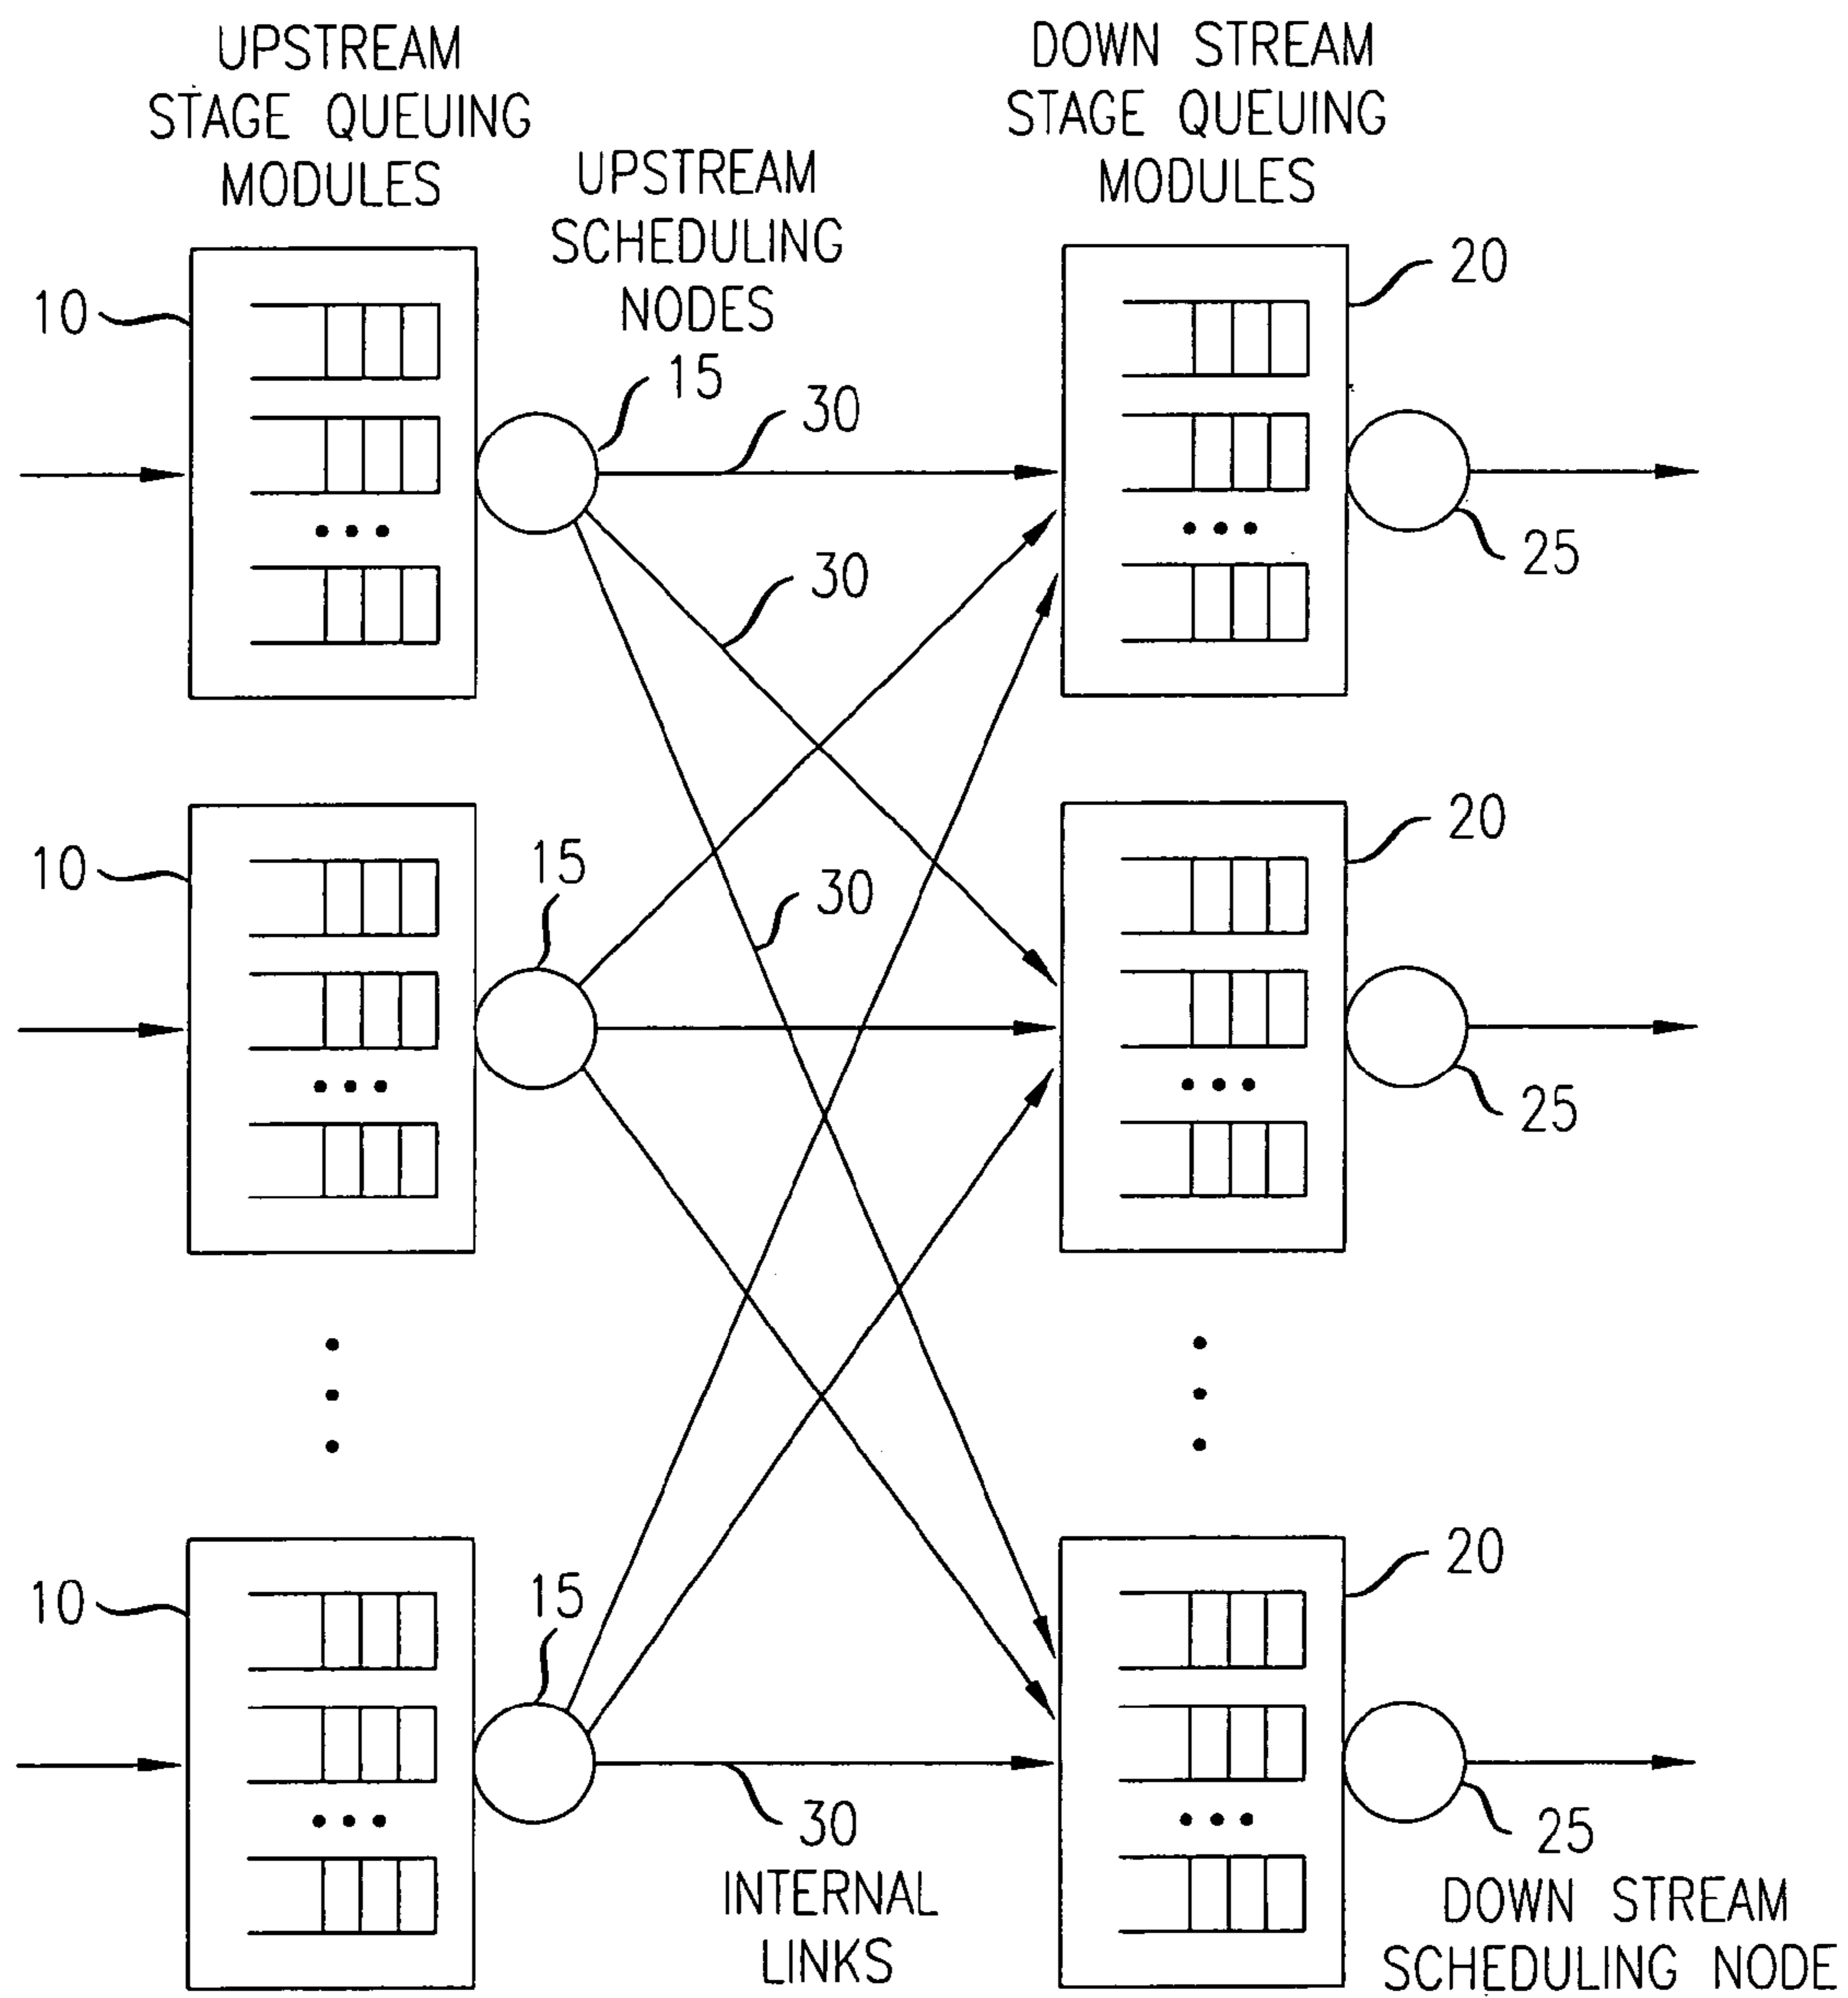 UPSTREAM
STAGE QUEUING
MODULES
DOWN STREAM
STAGE QUEUING
MODULES
UPSTREAM
SCHEDULING
NODES
10
15
30
20
25
30
10
15
30
20
25
10
15
30
20
25
INTERNAL
LINKS
DOWN STREAM
SCHEDULING NODE